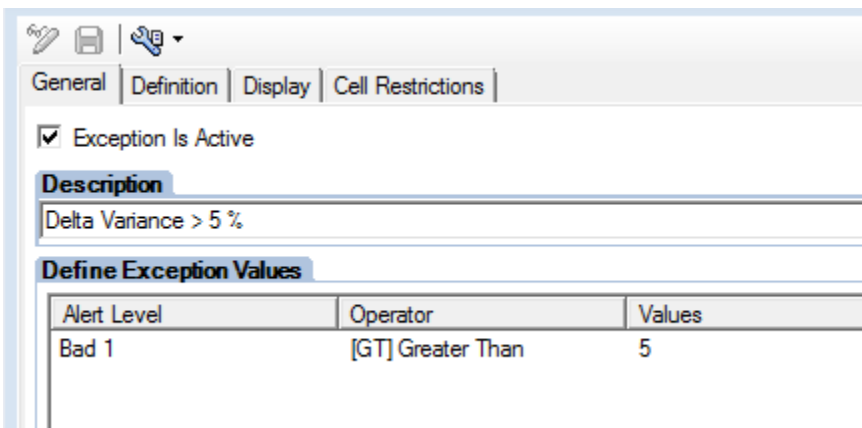 General Definition Display Cell Restrictions
Exception Is Active
Description
Delta Variance > 5 %
Define Exception Values
Alert Level Operator Values
Bad 1 [GT] Greater Than 5